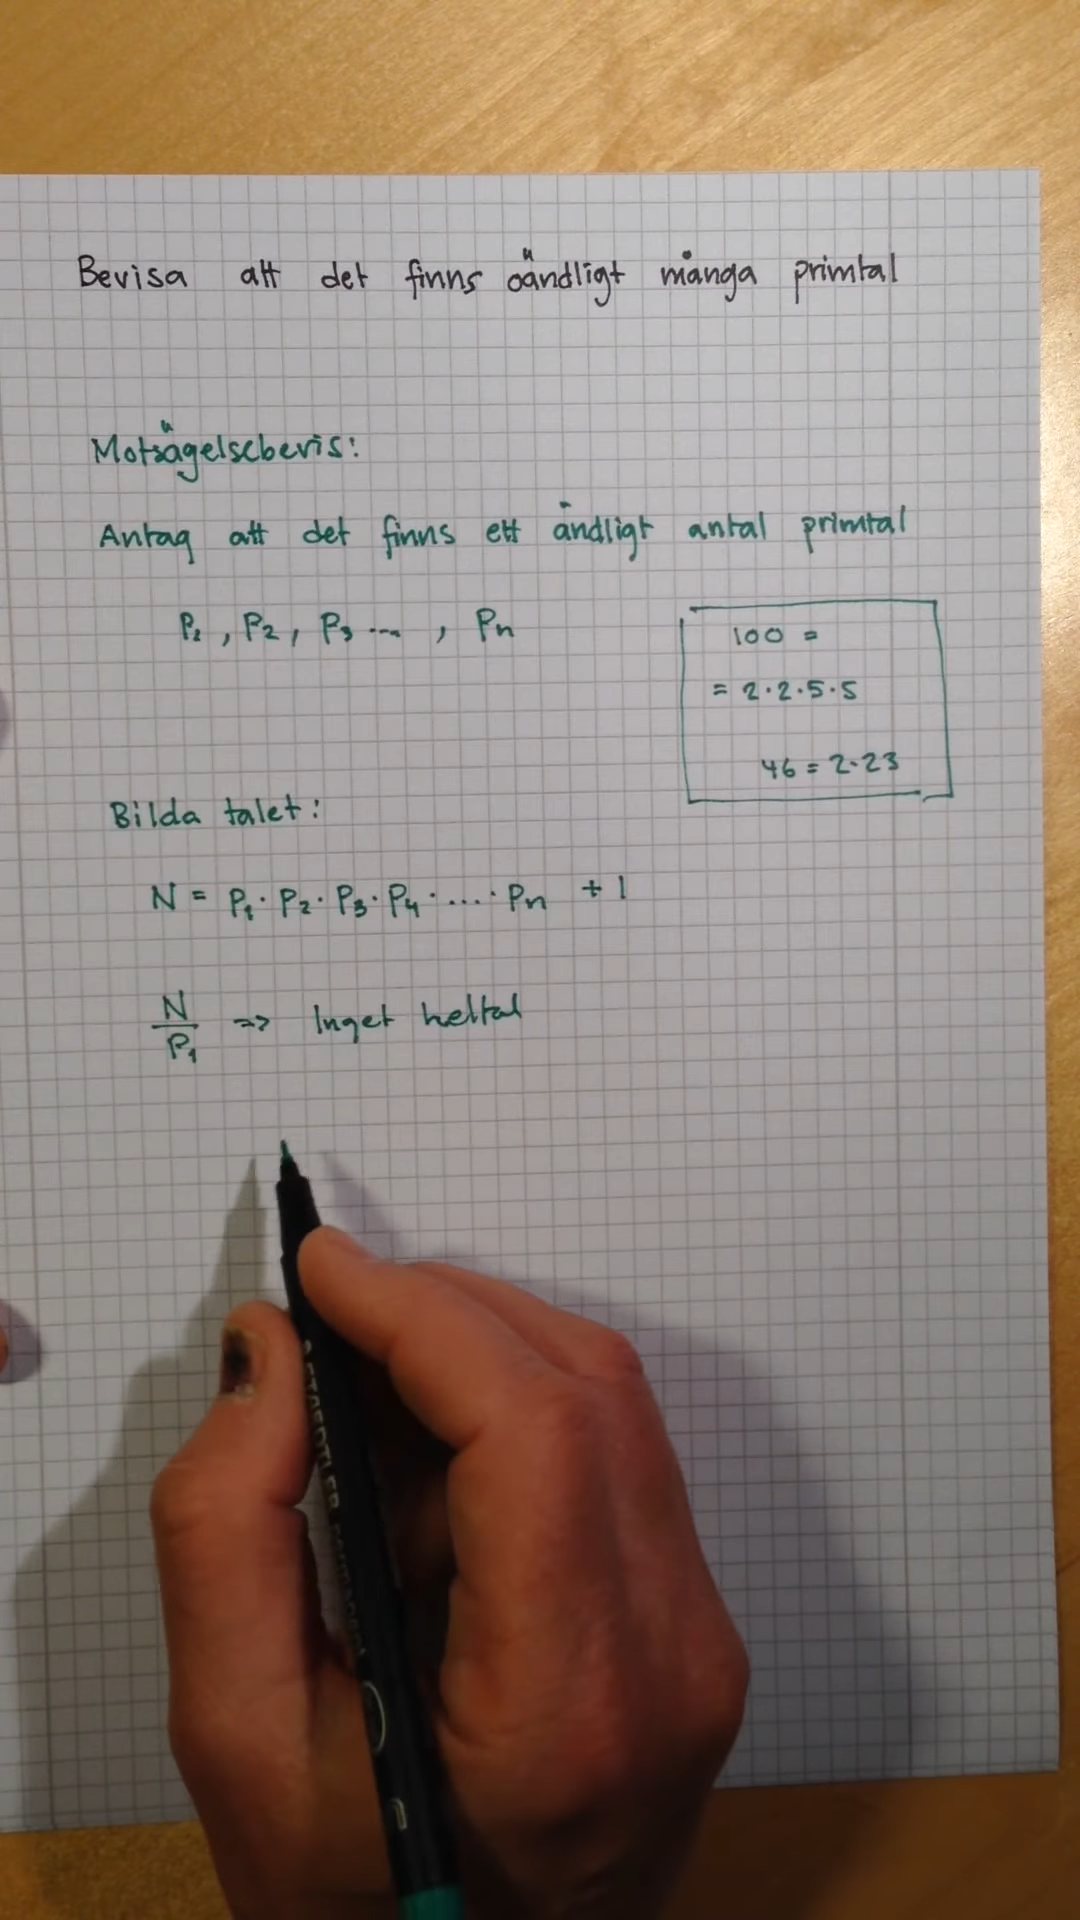 Bevisa att det finns oändligt många primtal
Motsägelsebevis:
Antag att det finns ett ändligt antal primtal
P₁, P₂, P₃ ..., Pn
100 =
= 2·2·5·5
46 = 2·23
Bilda talet:
N = P₁·P₂·P₃·P₄·....·Pn + 1
N/P₁ => Inget heltal
STAEDTLER